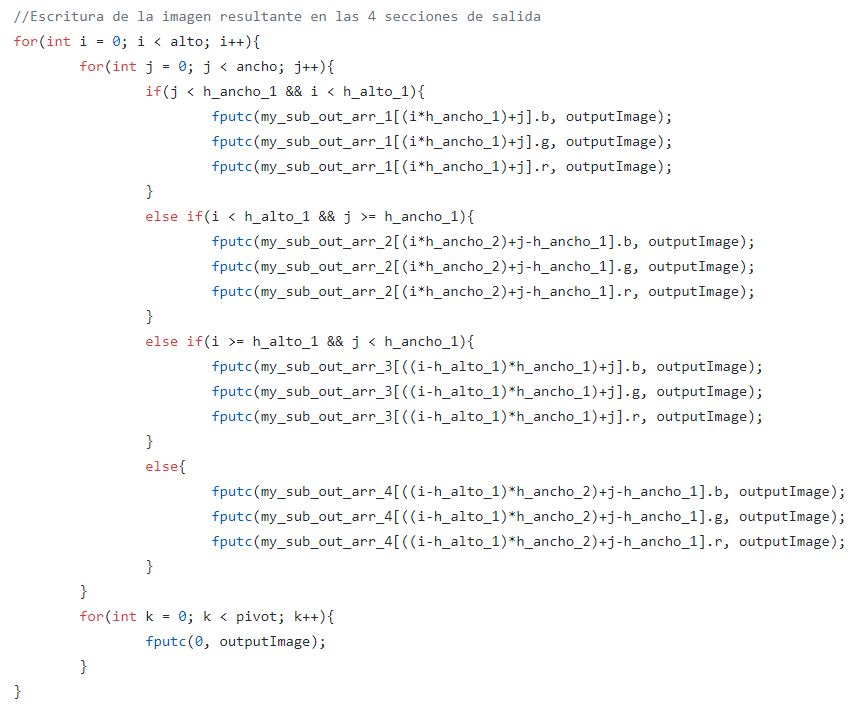 //Escritura de la imagen resultante en las 4 secciones de salida
for(int i = 0; i < alto; i++){
        for(int j = 0; j < ancho; j++){
                if(j < h_ancho_1 && i < h_alto_1){
                        fputc(my_sub_out_arr_1[(i*h_ancho_1)+j].b, outputImage);
                        fputc(my_sub_out_arr_1[(i*h_ancho_1)+j].g, outputImage);
                        fputc(my_sub_out_arr_1[(i*h_ancho_1)+j].r, outputImage);
                }
                else if(i < h_alto_1 && j >= h_ancho_1){
                        fputc(my_sub_out_arr_2[(i*h_ancho_2)+j-h_ancho_1].b, outputImage);
                        fputc(my_sub_out_arr_2[(i*h_ancho_2)+j-h_ancho_1].g, outputImage);
                        fputc(my_sub_out_arr_2[(i*h_ancho_2)+j-h_ancho_1].r, outputImage);
                }
                else if(i >= h_alto_1 && j < h_ancho_1){
                        fputc(my_sub_out_arr_3[((i-h_alto_1)*h_ancho_1)+j].b, outputImage);
                        fputc(my_sub_out_arr_3[((i-h_alto_1)*h_ancho_1)+j].g, outputImage);
                        fputc(my_sub_out_arr_3[((i-h_alto_1)*h_ancho_1)+j].r, outputImage);
                }
                else{
                        fputc(my_sub_out_arr_4[((i-h_alto_1)*h_ancho_2)+j-h_ancho_1].b, outputImage);
                        fputc(my_sub_out_arr_4[((i-h_alto_1)*h_ancho_2)+j-h_ancho_1].g, outputImage);
                        fputc(my_sub_out_arr_4[((i-h_alto_1)*h_ancho_2)+j-h_ancho_1].r, outputImage);
                }
        }
        for(int k = 0; k < pivot; k++){
                fputc(0, outputImage);
        }
}